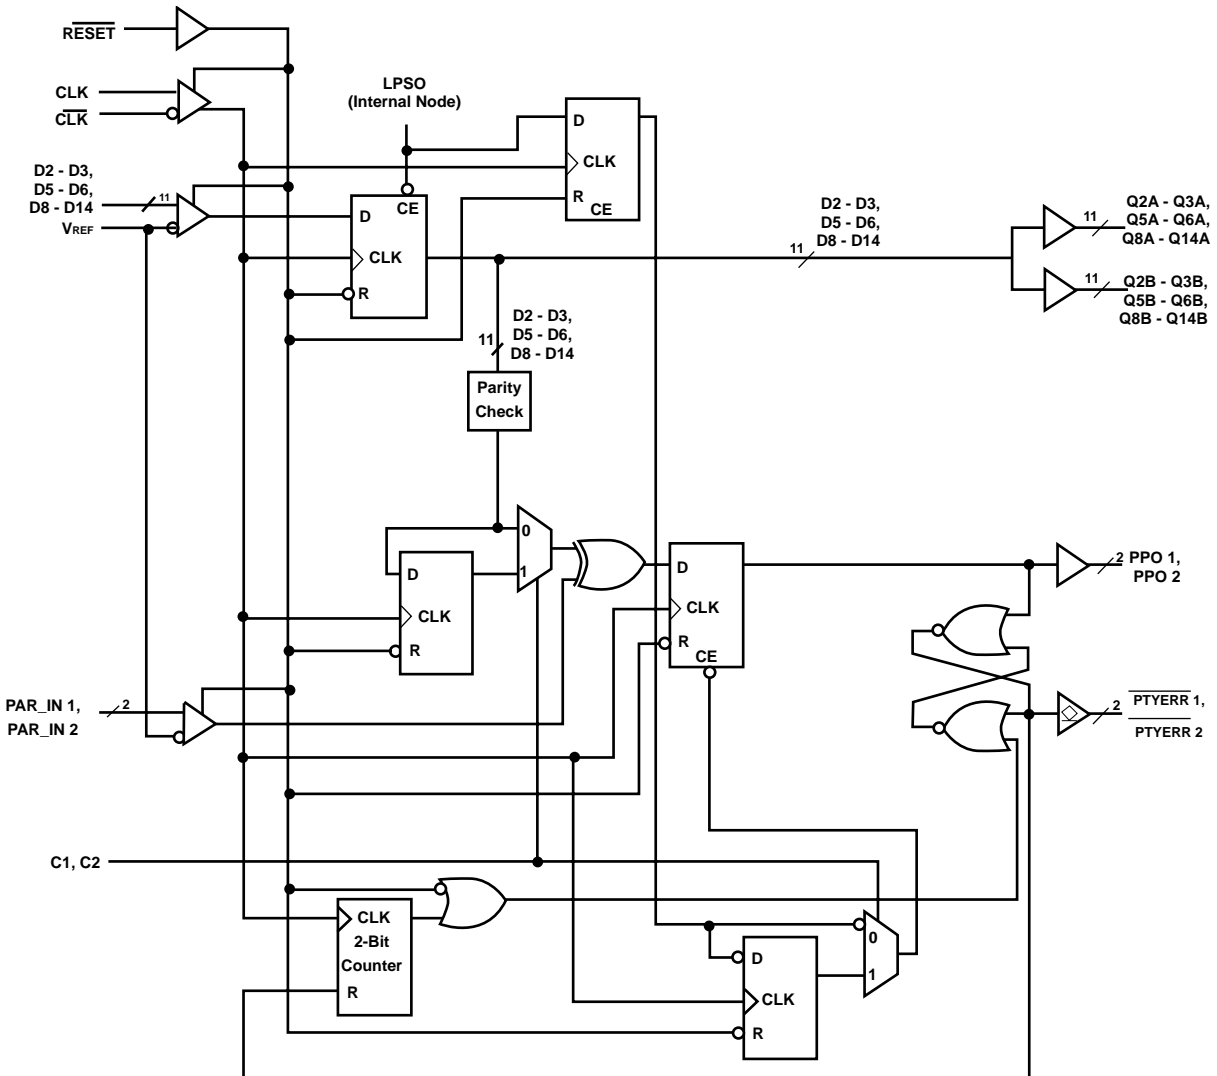 RESET
CLK
CLK
LPSO
(Internal Node)
D
CLK
R
CE
D2 - D3,
D5 - D6,
D8 - D14
11
VREF
CE
D
CLK
R
D2 - D3,
D5 - D6,
D8 - D14
11
11
Q2A - Q3A,
Q5A - Q6A,
Q8A - Q14A
11
Q2B - Q3B,
Q5B - Q6B,
Q8B - Q14B
11
D2 - D3,
D5 - D6,
D8 - D14
Parity
Check
0
1
D
CLK
R
D
CLK
R
CE
2
PPO 1,
PPO 2
PAR_IN 1,
PAR_IN 2
2
2
PTYERR 1,
PTYERR 2
C1, C2
CLK
2-Bit
Counter
R
0
1
D
CLK
R